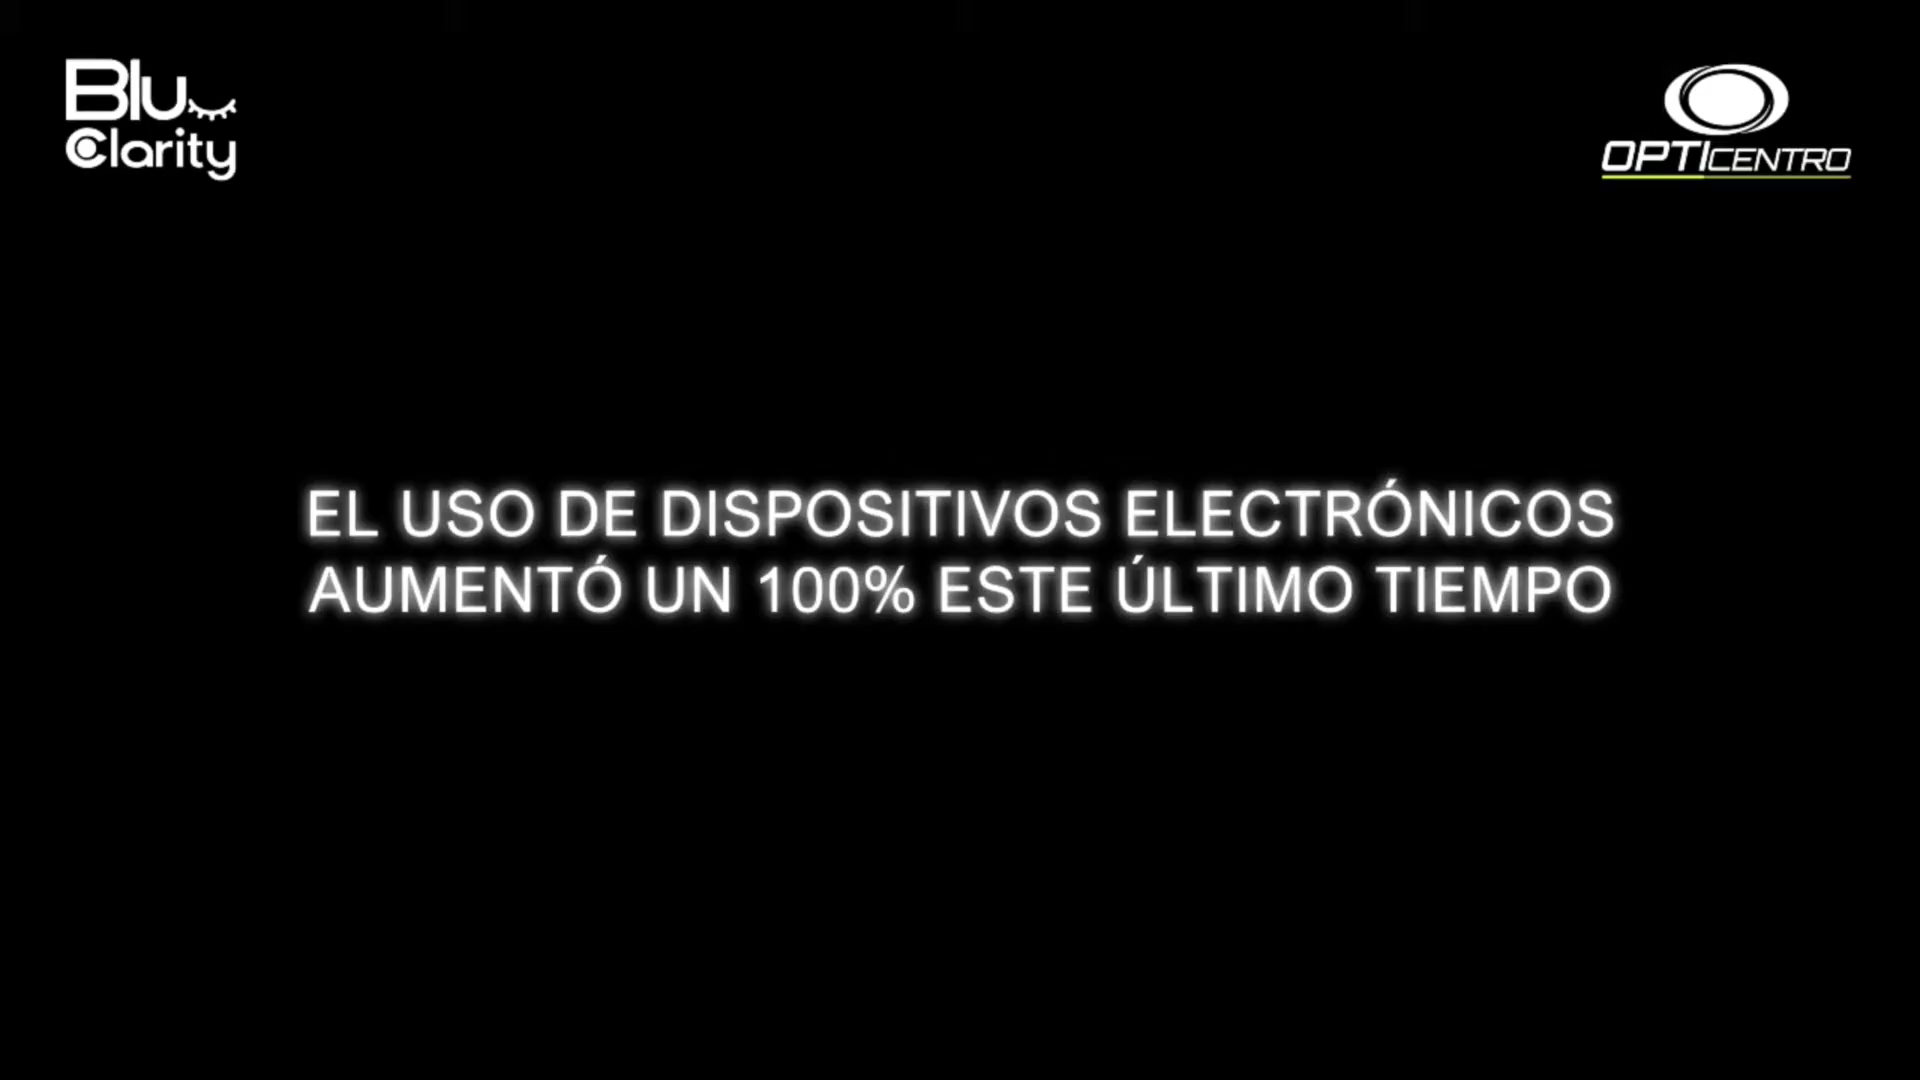 Blu
Clarity
OPTICENTRO
EL USO DE DISPOSITIVOS ELECTRÓNICOS
AUMENTÓ UN 100% ESTE ÚLTIMO TIEMPO